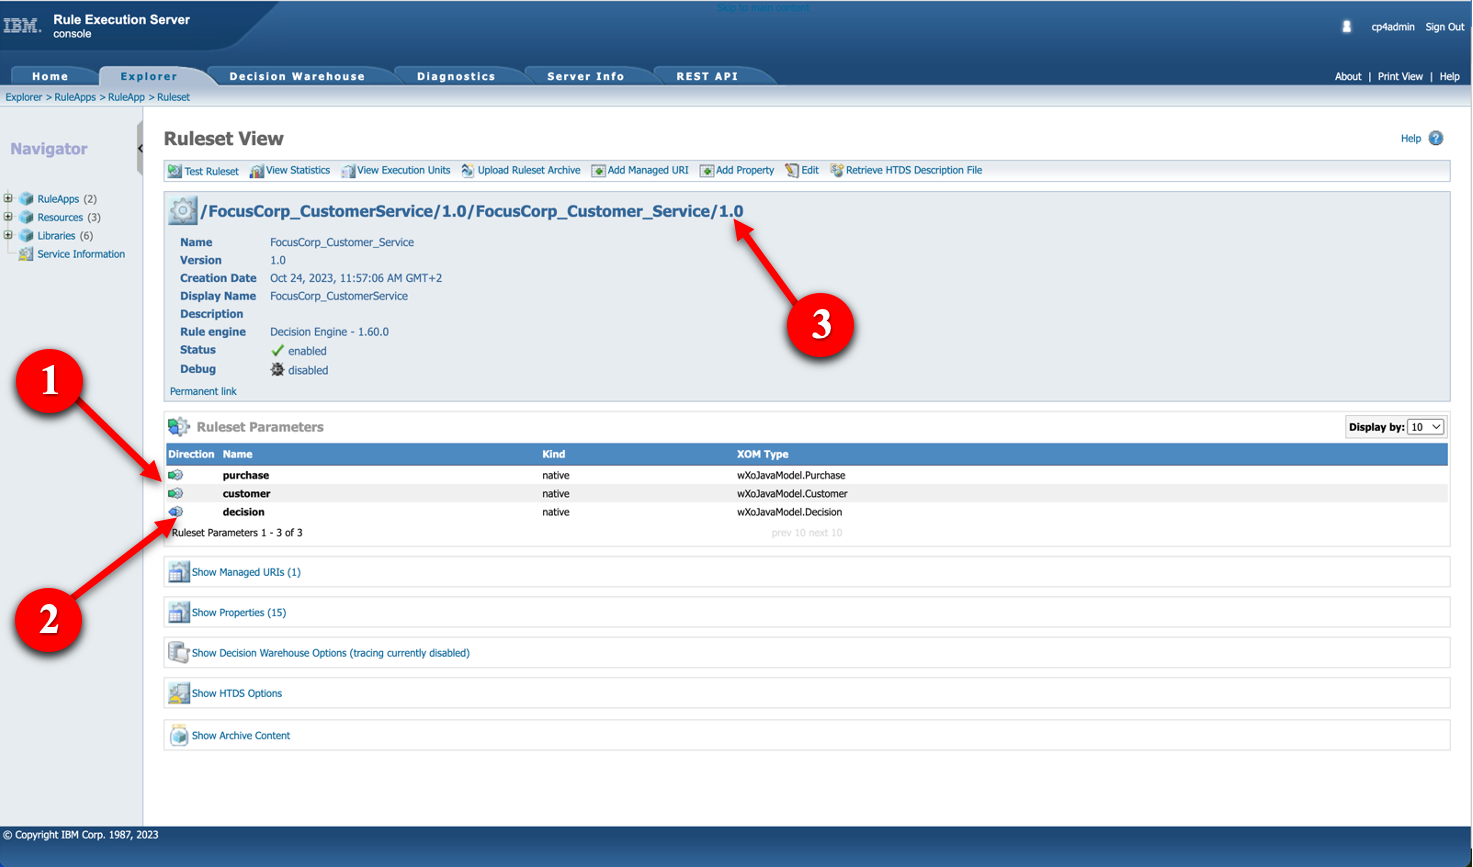 Skip to main content
IBM. Rule Execution Server
console
cp4admin Sign Out
Home Explorer Decision Warehouse Diagnostics Server Info REST API
About | Print View | Help
Explorer > RuleApps > RuleApp > Ruleset
Navigator
RuleApps (2)
Resources (3)
Libraries (6)
Service Information
Ruleset View
Help ?
Test Ruleset View Statistics View Execution Units Upload Ruleset Archive Add Managed URI Add Property Edit Retrieve HTDS Description File
/FocusCorp_CustomerService/1.0/FocusCorp_Customer_Service/1.0
Name FocusCorp_Customer_Service
Version 1.0
Creation Date Oct 24, 2023, 11:57:06 AM GMT+2
Display Name FocusCorp_CustomerService
Description
Rule engine Decision Engine - 1.60.0
Status enabled
Debug disabled
Permanent link
3
1
2
Ruleset Parameters
Display by: 10
Direction Name Kind XOM Type
purchase native wXoJavaModel.Purchase
customer native wXoJavaModel.Customer
decision native wXoJavaModel.Decision
Ruleset Parameters 1 - 3 of 3 prev 10 next 10
Show Managed URIs (1)
Show Properties (15)
Show Decision Warehouse Options (tracing currently disabled)
Show HTDS Options
Show Archive Content
© Copyright IBM Corp. 1987, 2023